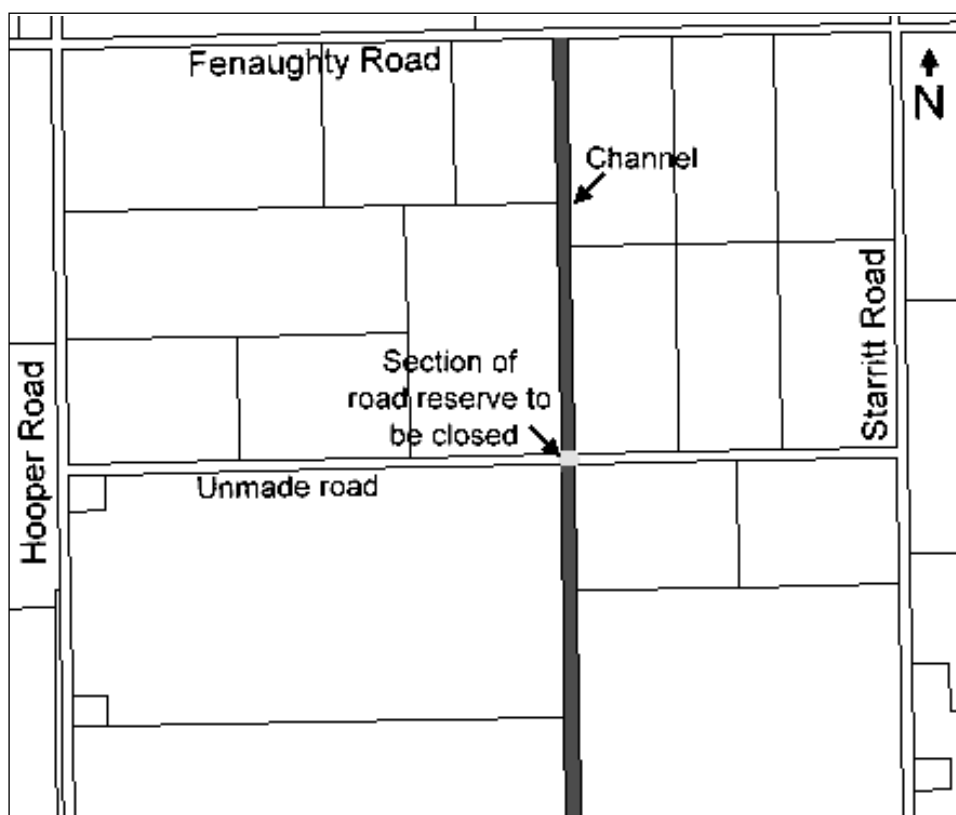 Fenaughty Road
N
Channel
Starritt Road
Section of
road reserve to
be closed
Hooper Road
Unmade road